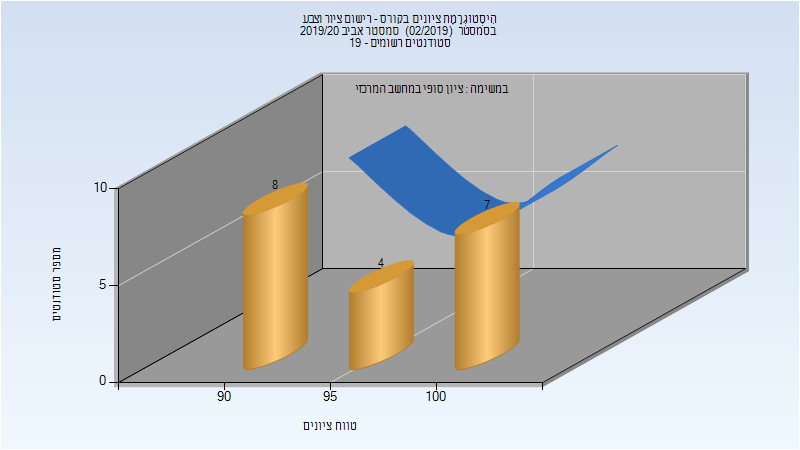 היסטוגרמת ציונים בקורס - רישום ציור וצבע
בסמסטר (02/2019) סמסטר אביב 2019/20
סטודנטים רשומים - 19
במשימה : ציון סופי במחשב המרכזי
8
4
7
10
5
0
90
95
100
מספר סטודנטים
טווח ציונים